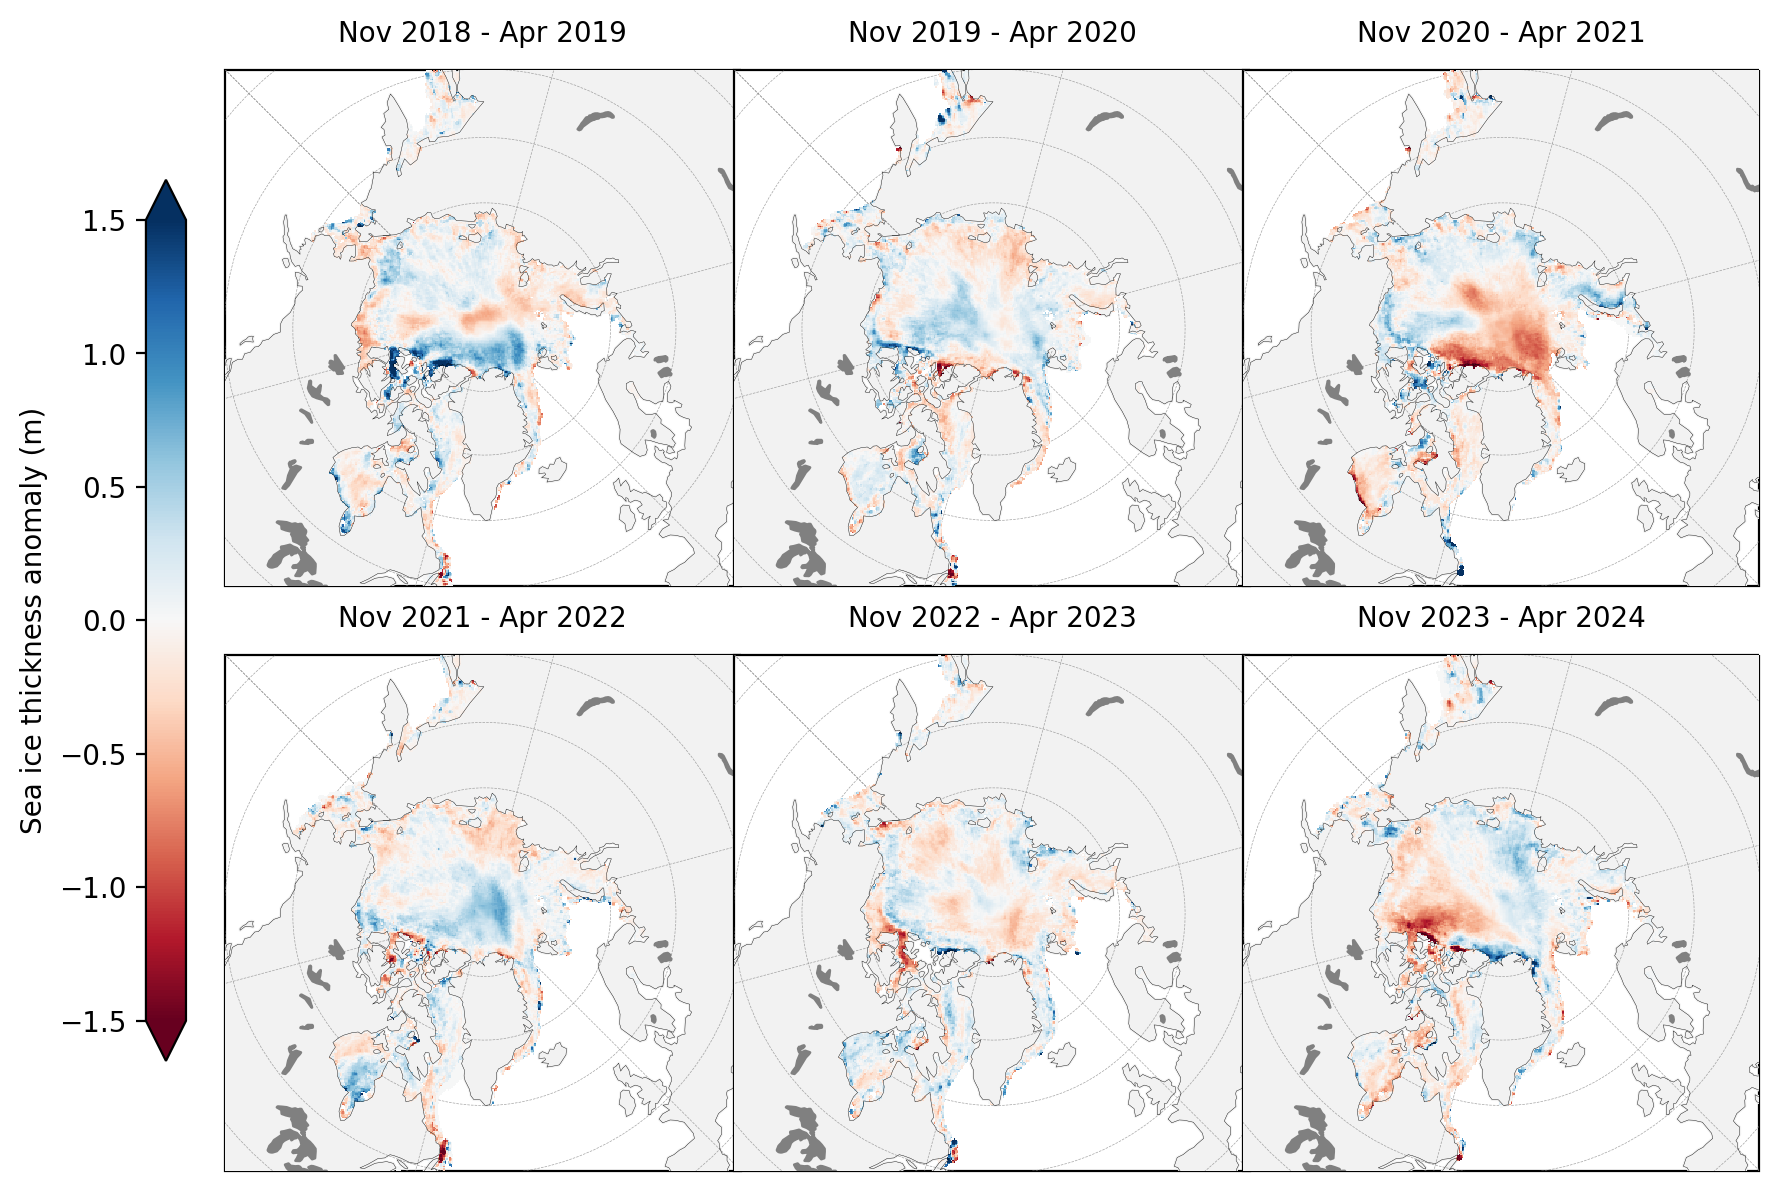 Nov 2018 - Apr 2019
Nov 2019 - Apr 2020
Nov 2020 - Apr 2021
Sea ice thickness anomaly (m)
1.5
1.0
0.5
0.0
−0.5
−1.0
−1.5
Nov 2021 - Apr 2022
Nov 2022 - Apr 2023
Nov 2023 - Apr 2024